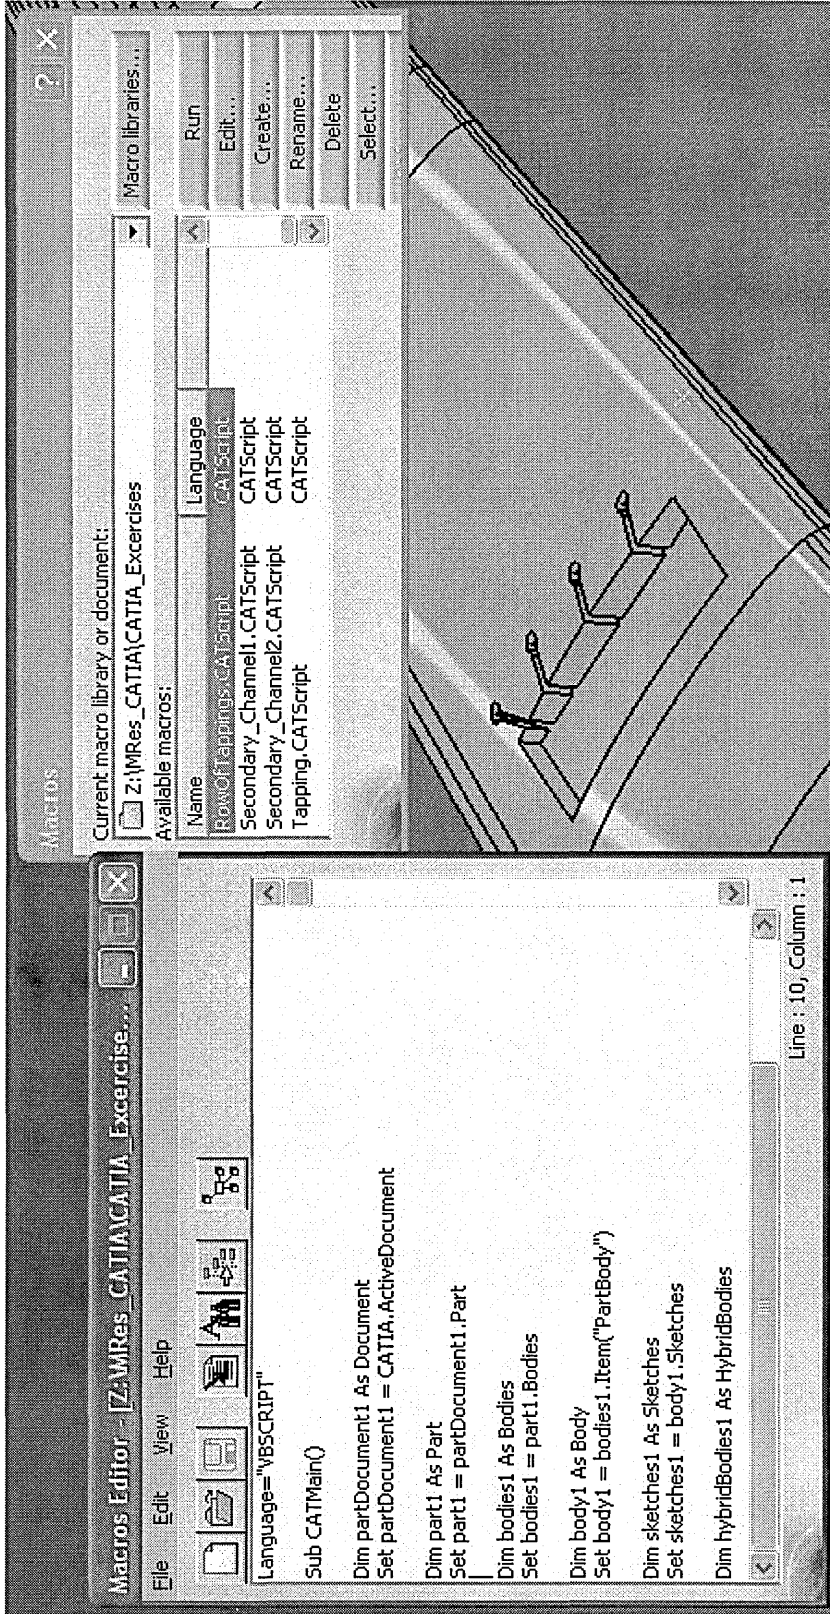 Macros Editor - [Z:\MRes_CATIA\CATIA_Excercise...
File Edit View Help
Language="VBSCRIPT"
Sub CATMain()
Dim partDocument1 As Document
Set partDocument1 = CATIA.ActiveDocument
Dim part1 As Part
Set part1 = partDocument1.Part
Dim bodies1 As Bodies
Set bodies1 = part1.Bodies
Dim body1 As Body
Set body1 = bodies1.Item("PartBody")
Dim sketches1 As Sketches
Set sketches1 = body1.Sketches
Dim hybridBodies1 As HybridBodies
Line : 10, Column : 1
Macros
Current macro library or document:
Z:\MRes_CATIA\CATIA_Excercises
Macro libraries...
Available macros:
Name Language
RowOfTappings.CATScript CATScript
Secondary_Channel1.CATScript CATScript
Secondary_Channel2.CATScript CATScript
Tapping.CATScript CATScript
Run
Edit...
Create...
Rename...
Delete
Select...